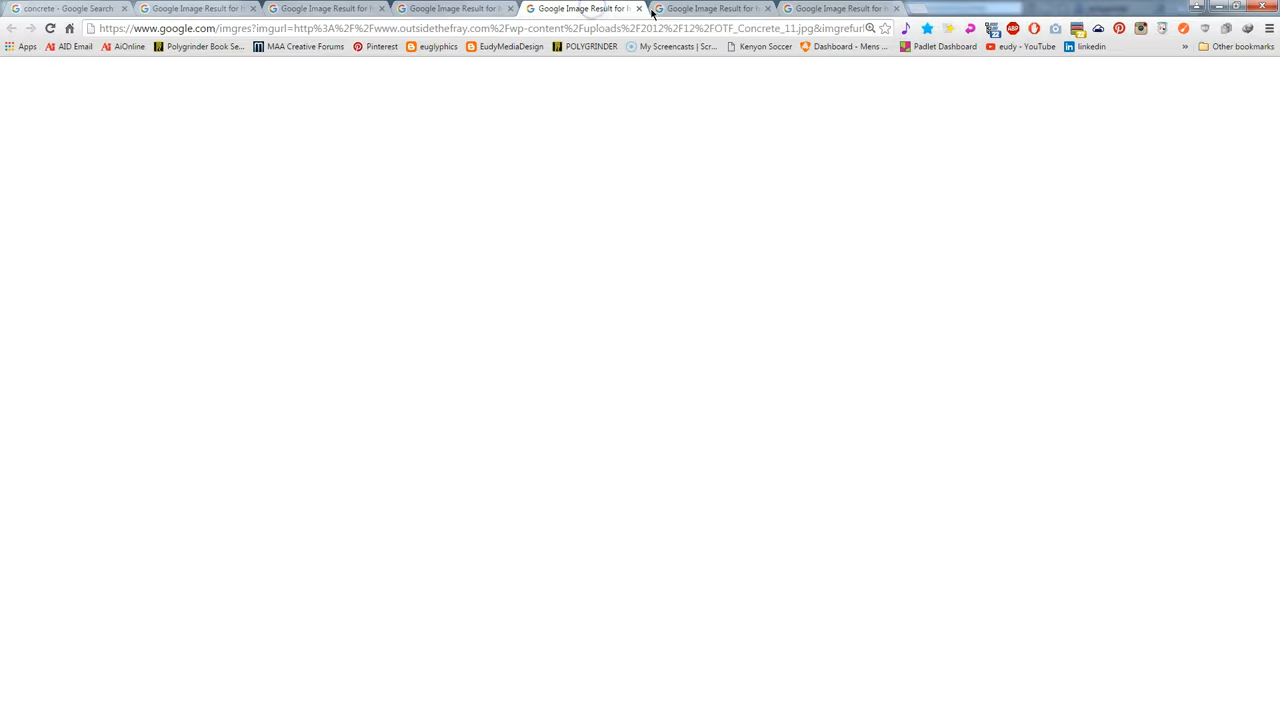 concrete - Google Search
Google Image Result for h
Google Image Result for h
Google Image Result for h
Google Image Result for h
Google Image Result for h
Google Image Result for h
https://www.google.com/imgres?imgurl=http%3A%2F%2Fwww.outsidethefray.com%2Fwp-content%2Fuploads%2F2012%2F12%2FOTF_Concrete_11.jpg&imgrefurl
Apps AID Email AiOnline Polygrinder Book Se... MAA Creative Forums Pinterest euglyphics EudyMediaDesign POLYGRINDER My Screencasts | Scr... Kenyon Soccer Dashboard - Mens ... Padlet Dashboard eudy - YouTube linkedin » Other bookmarks